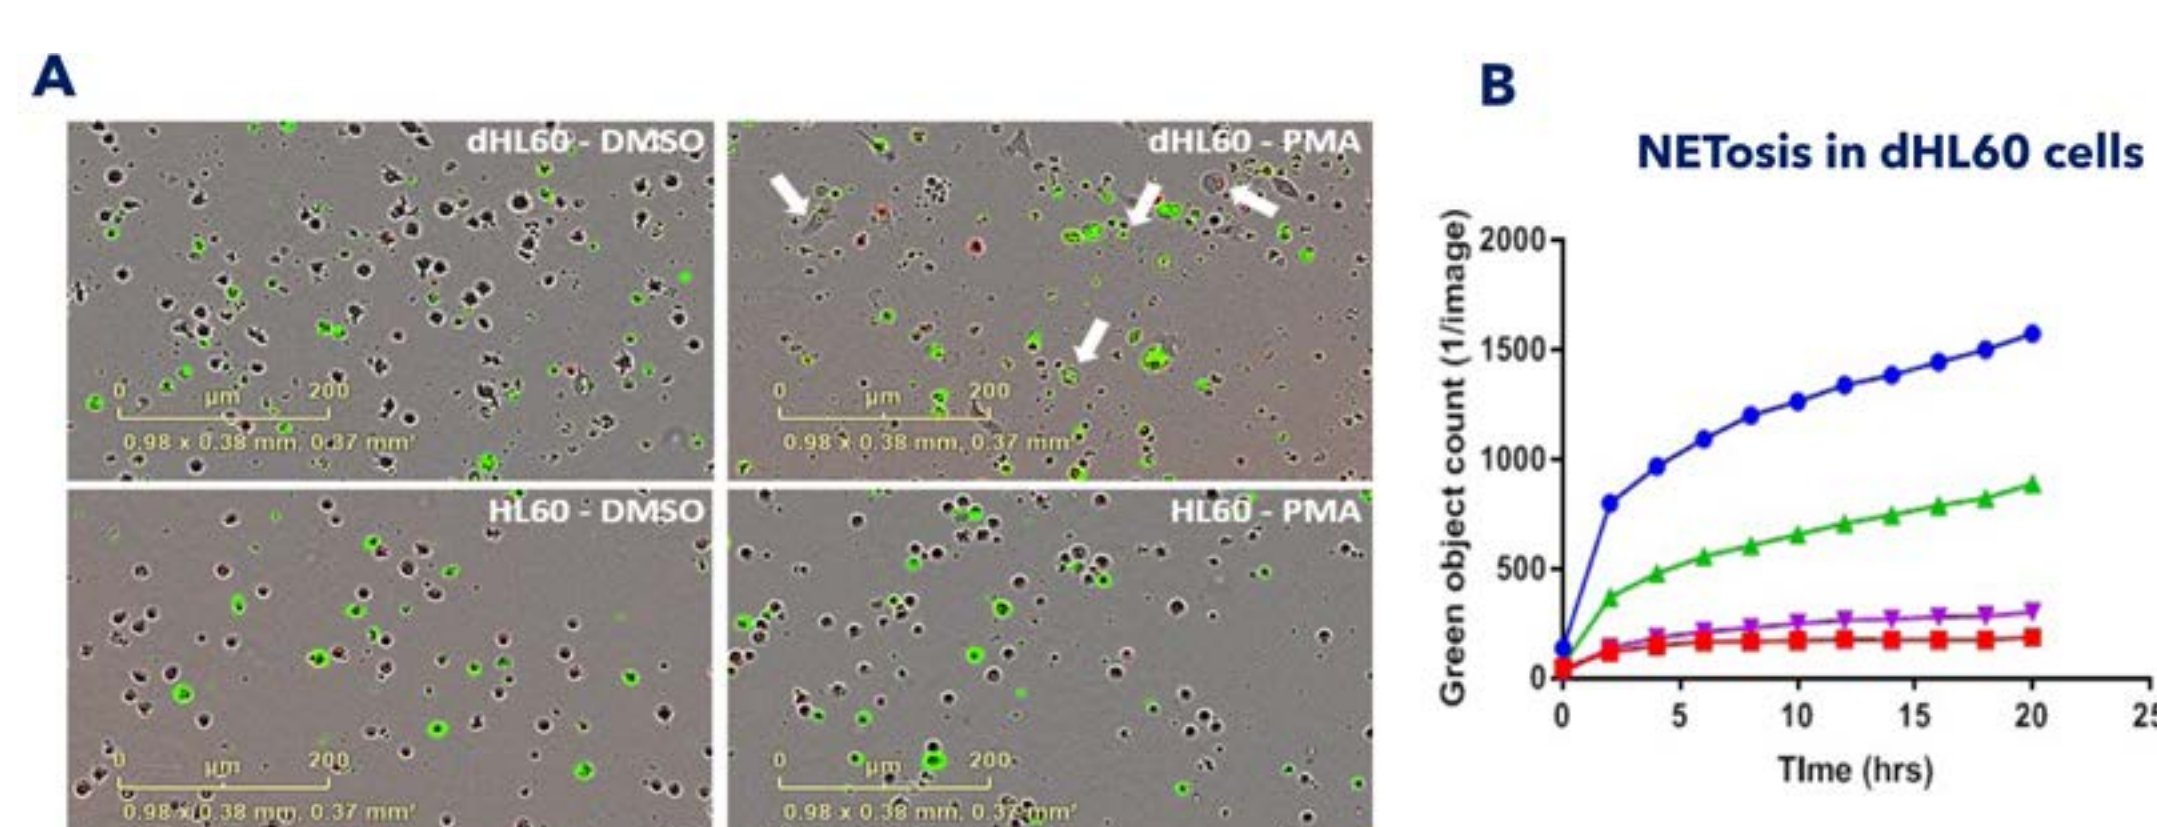 A
dHL60 - DMSO
0 µm 200
0.98 x 0.38 mm, 0.37 mm²
dHL60 - PMA
0 µm 200
0.98 x 0.38 mm, 0.37 mm²
HL60 - DMSO
0 µm 200
0.98 x 0.38 mm, 0.37 mm²
HL60 - PMA
0 µm 200
0.98 x 0.38 mm, 0.37 mm²
B
NETosis in dHL60 cells
Green object count (1/image)
2000
1500
1000
500
0
0 5 10 15 20 25
TIme (hrs)